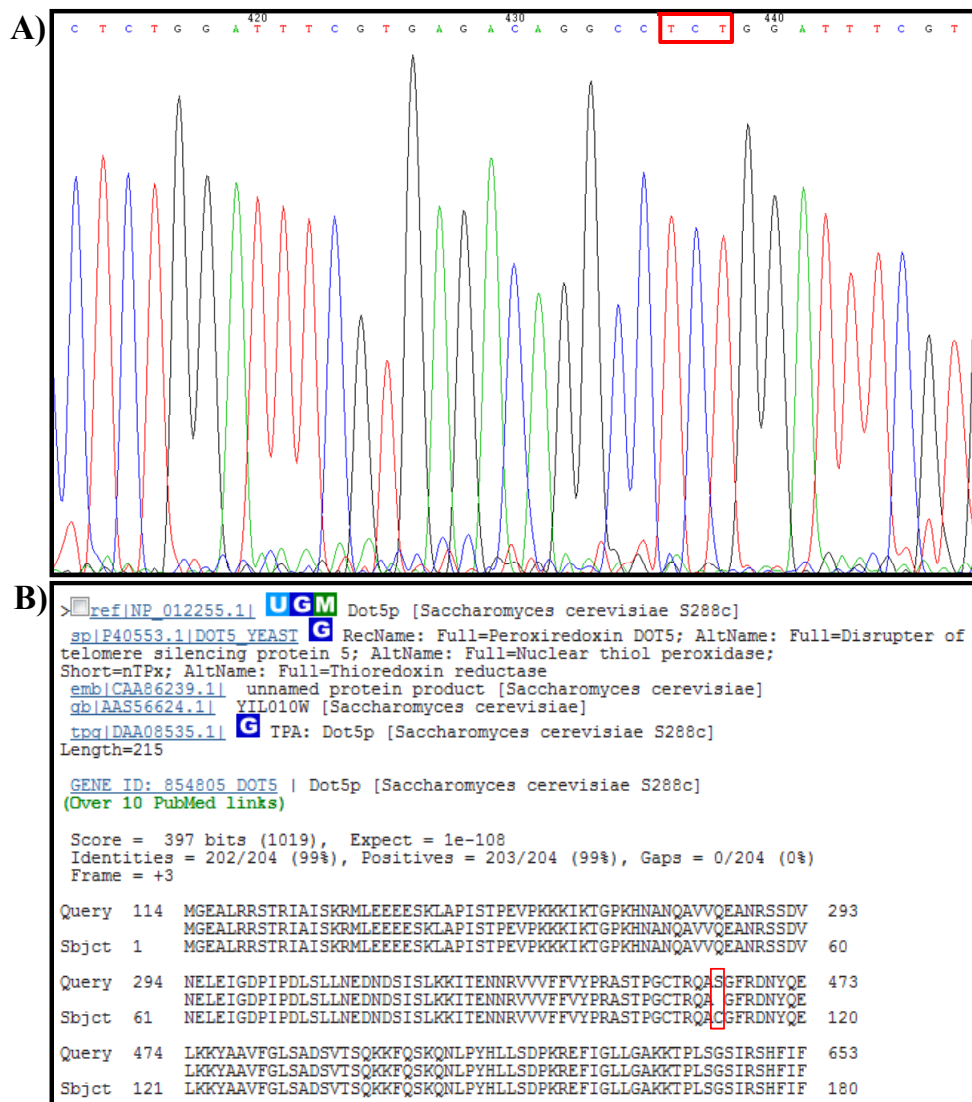 A)
420 430 440
C T C T G G A T T T C G T G A G A C A G G C C T C T G G A T T T C G T
B)
>ref|NP_012255.1| U G M Dot5p [Saccharomyces cerevisiae S288c]
sp|P40553.1|DOT5_YEAST G RecName: Full=Peroxiredoxin DOT5; AltName: Full=Disrupter of
telomere silencing protein 5; AltName: Full=Nuclear thiol peroxidase;
Short=nTPx; AltName: Full=Thioredoxin reductase
emb|CAA86239.1| unnamed protein product [Saccharomyces cerevisiae]
gb|AAS56624.1| YIL010W [Saccharomyces cerevisiae]
tpg|DAA08535.1| G TPA: Dot5p [Saccharomyces cerevisiae S288c]
Length=215
GENE ID: 854805 DOT5 | Dot5p [Saccharomyces cerevisiae S288c]
(Over 10 PubMed links)
Score = 397 bits (1019), Expect = 1e-108
Identities = 202/204 (99%), Positives = 203/204 (99%), Gaps = 0/204 (0%)
Frame = +3
Query 114 MGEALRRSTRIAISKRMLEEEESKLAPISTPEVPKKKIKTGPKHNANQAVVQEANRSSDV 293
MGEALRRSTRIAISKRMLEEEESKLAPISTPEVPKKKIKTGPKHNANQAVVQEANRSSDV
Sbjct 1 MGEALRRSTRIAISKRMLEEEESKLAPISTPEVPKKKIKTGPKHNANQAVVQEANRSSDV 60
Query 294 NELEIGDPIPDLSLLNEDNDSISLKKITENNRVVVFFVYPRASTPGCTRQASGFRDNYQE 473
NELEIGDPIPDLSLLNEDNDSISLKKITENNRVVVFFVYPRASTPGCTRQA GFRDNYQE
Sbjct 61 NELEIGDPIPDLSLLNEDNDSISLKKITENNRVVVFFVYPRASTPGCTRQACGFRDNYQE 120
Query 474 LKKYAAVFGLSADSVTSQKKFQSKQNLPYHLLSDPKREFIGLLGAKKTPLSGSIRSHFIF 653
LKKYAAVFGLSADSVTSQKKFQSKQNLPYHLLSDPKREFIGLLGAKKTPLSGSIRSHFIF
Sbjct 121 LKKYAAVFGLSADSVTSQKKFQSKQNLPYHLLSDPKREFIGLLGAKKTPLSGSIRSHFIF 180